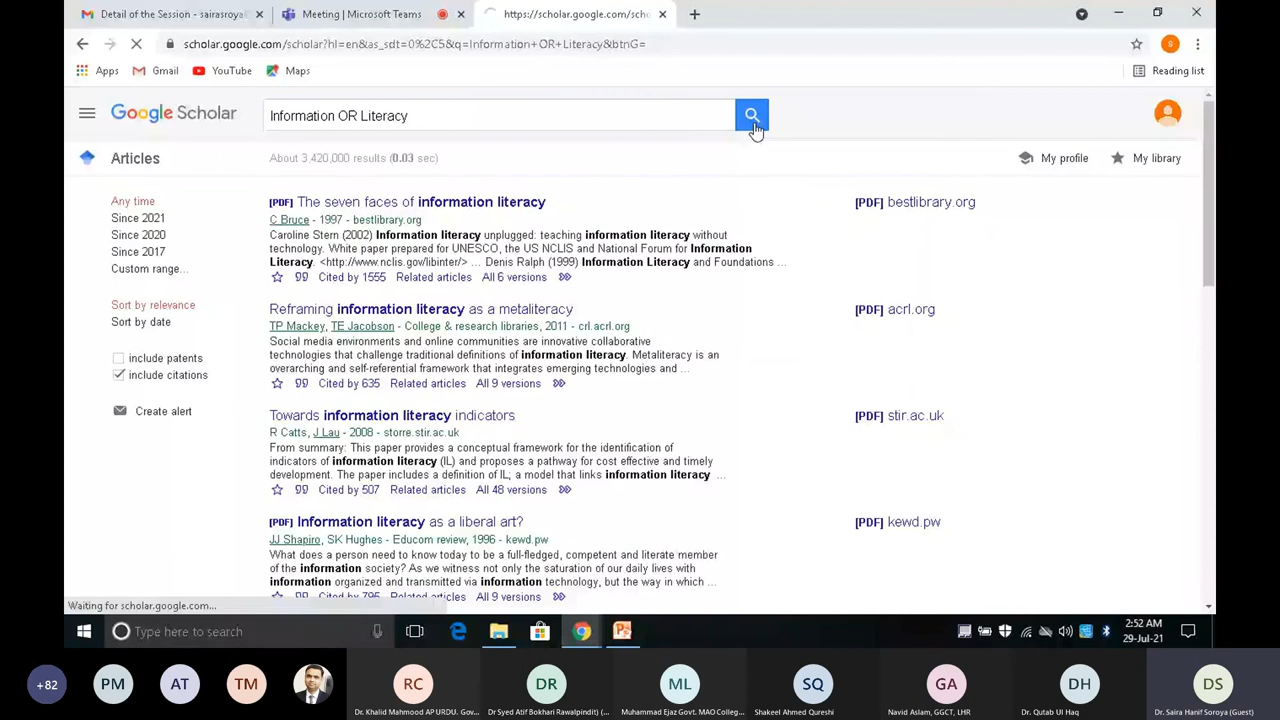 Detail of the Session - sairasroya
Meeting | Microsoft Teams
https://scholar.google.com/scho
scholar.google.com/scholar?hl=en&as_sdt=0%2C5&q=Information+OR+Literacy&btnG=
S
Apps
Gmail
YouTube
Maps
Reading list
Google Scholar
Information OR Literacy
Articles
About 3,420,000 results (0.03 sec)
My profile
My library
Any time
Since 2021
Since 2020
Since 2017
Custom range...
Sort by relevance
Sort by date
include patents
include citations
Create alert
[PDF] The seven faces of information literacy
C Bruce - 1997 - bestlibrary.org
Caroline Stern (2002) Information literacy unplugged: teaching information literacy without
technology. White paper prepared for UNESCO, the US NCLIS and National Forum for Information
Literacy. <http://www.nclis.gov/libinter/> ... Denis Ralph (1999) Information Literacy and Foundations ...
Cited by 1555 Related articles All 6 versions
[PDF] bestlibrary.org
Reframing information literacy as a metaliteracy
TP Mackey, TE Jacobson - College & research libraries, 2011 - crl.acrl.org
Social media environments and online communities are innovative collaborative
technologies that challenge traditional definitions of information literacy. Metaliteracy is an
overarching and self-referential framework that integrates emerging technologies and ...
Cited by 635 Related articles All 9 versions
[PDF] acrl.org
Towards information literacy indicators
R Catts, J Lau - 2008 - storre.stir.ac.uk
From summary: This paper provides a conceptual framework for the identification of
indicators of information literacy (IL) and proposes a pathway for cost effective and timely
development. The paper includes a definition of IL; a model that links information literacy ...
Cited by 507 Related articles All 48 versions
[PDF] stir.ac.uk
[PDF] Information literacy as a liberal art?
JJ Shapiro, SK Hughes - Educom review, 1996 - kewd.pw
What does a person need to know today to be a full-fledged, competent and literate member
of the information society? As we witness not only the saturation of our daily lives with
information organized and transmitted via information technology, but the way in which ...
Cited by 795 Related articles All 9 versions
[PDF] kewd.pw
Waiting for scholar.google.com...
Type here to search
2:52 AM
29-Jul-21
+82
PM
AT
TM
RC
Dr. Khalid Mahmood AP URDU. Gov...
DR
Dr Syed Atif Bokhari Rawalpindit) (...
ML
Muhammad Ejaz Govt. MAO Colleg...
SQ
Shakeel Ahmed Qureshi
GA
Navid Aslam, GGCT, LHR
DH
Dr. Qutab Ul Haq
DS
Dr. Saira Hanif Soroya (Guest)